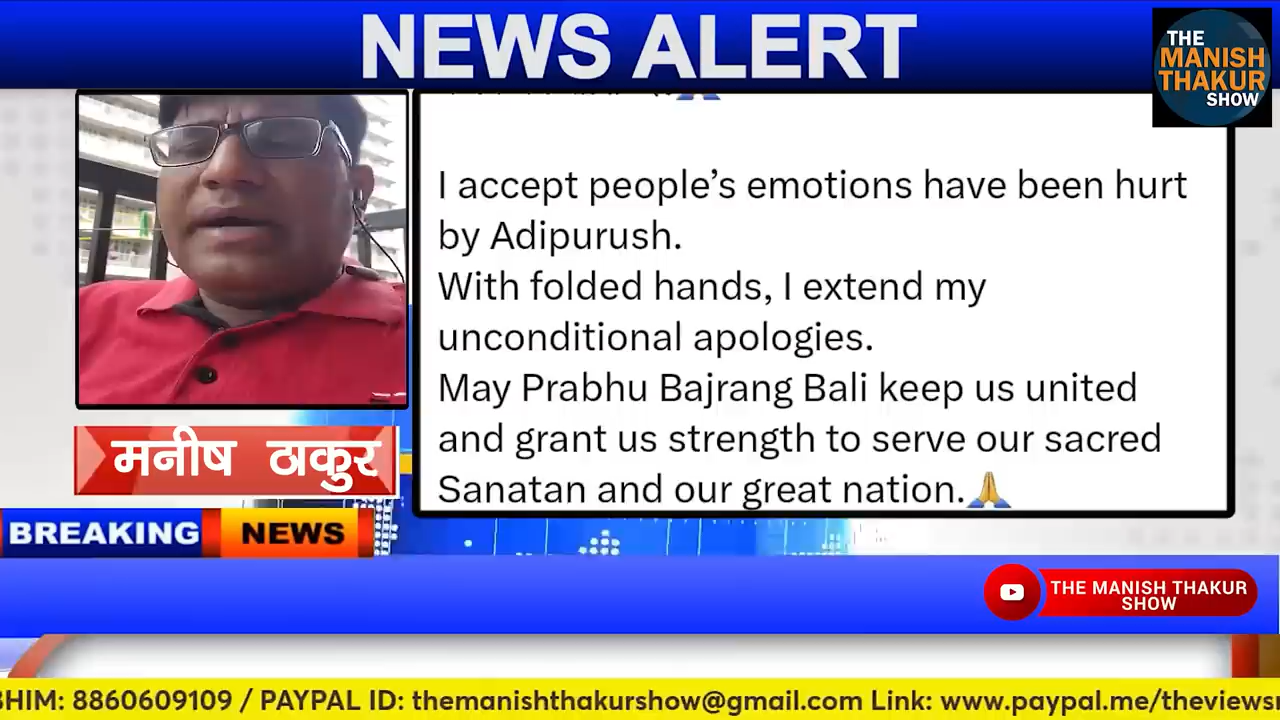 NEWS ALERT
THE
MANISH
THAKUR
SHOW
I accept people’s emotions have been hurt
by Adipurush.
With folded hands, I extend my
unconditional apologies.
May Prabhu Bajrang Bali keep us united
and grant us strength to serve our sacred
Sanatan and our great nation.🙏
मनीष ठाकुर
BREAKING NEWS
THE MANISH THAKUR
SHOW
BHIM: 8860609109 / PAYPAL ID: themanishthakurshow@gmail.com Link: www.paypal.me/theviews